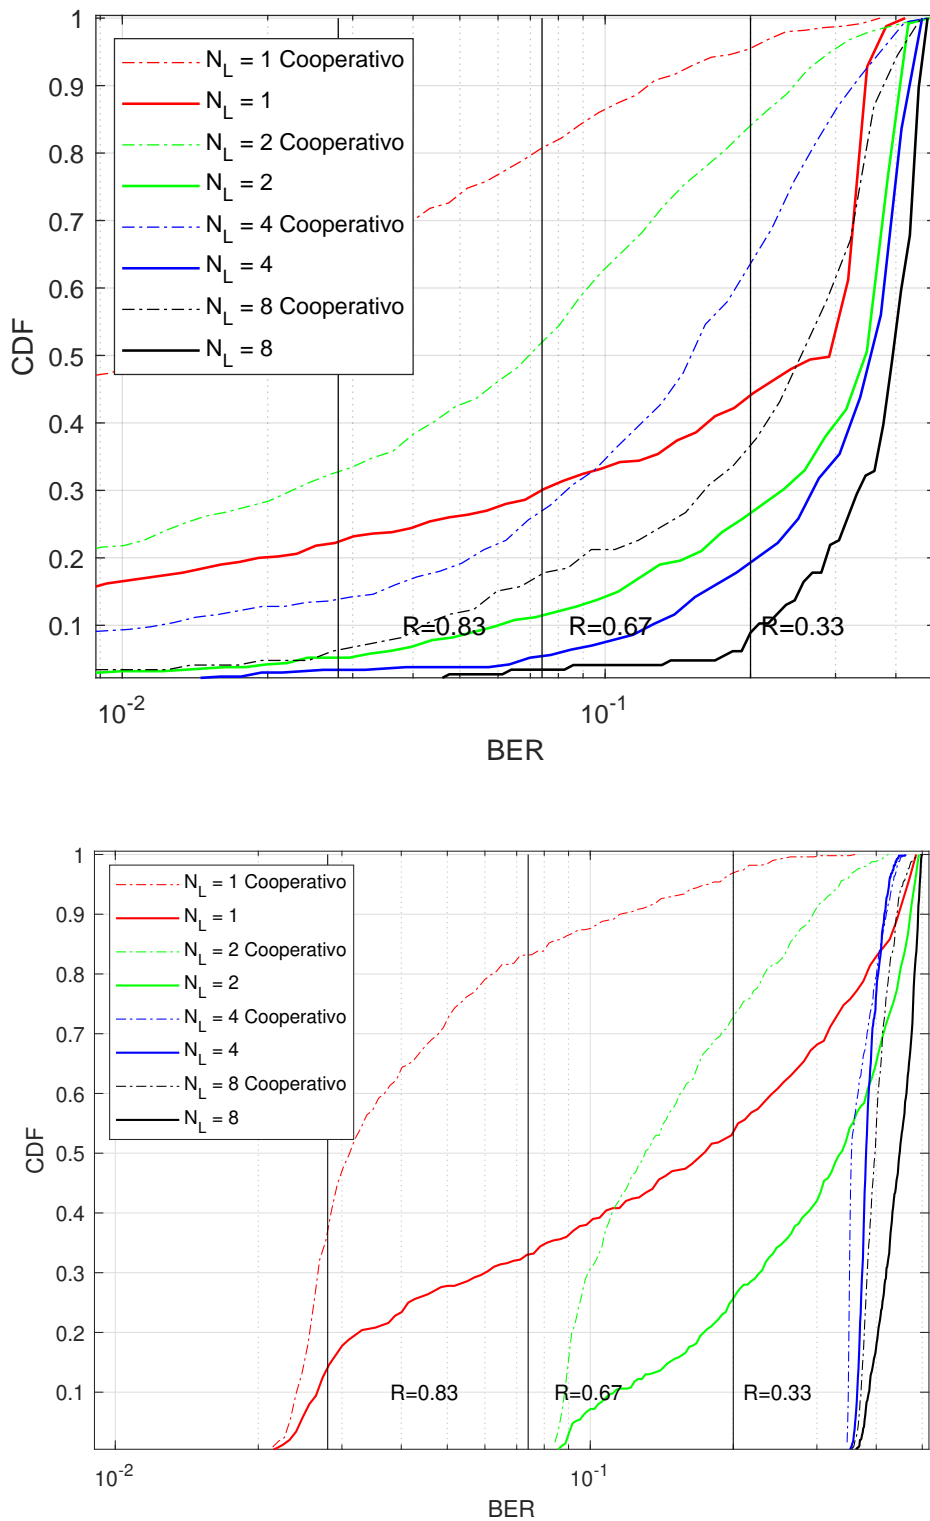 1
0.9
0.8
0.7
0.6
0.5
0.4
0.3
0.2
0.1
CDF
N_L = 1 Cooperativo
N_L = 1
N_L = 2 Cooperativo
N_L = 2
N_L = 4 Cooperativo
N_L = 4
N_L = 8 Cooperativo
N_L = 8
R=0.83 R=0.67 R=0.33
10^-2 10^-1
BER
1
0.9
0.8
0.7
0.6
0.5
0.4
0.3
0.2
0.1
CDF
N_L = 1 Cooperativo
N_L = 1
N_L = 2 Cooperativo
N_L = 2
N_L = 4 Cooperativo
N_L = 4
N_L = 8 Cooperativo
N_L = 8
R=0.83 R=0.67 R=0.33
10^-2 10^-1
BER